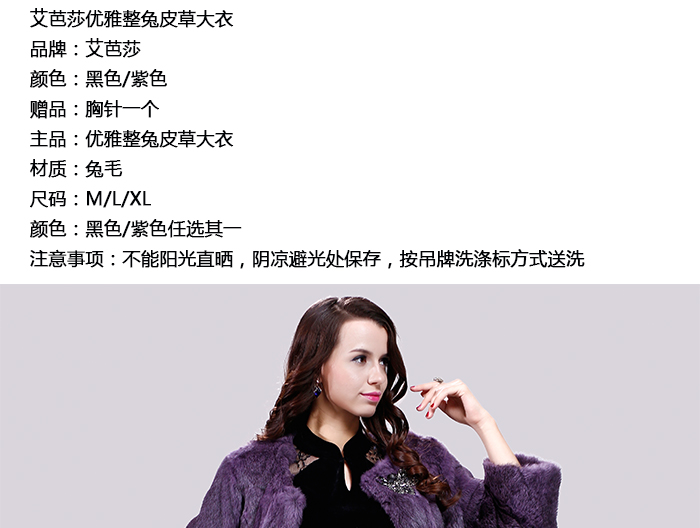 艾芭莎优雅整兔皮草大衣
品牌：艾芭莎
颜色：黑色/紫色
赠品：胸针一个
主品：优雅整兔皮草大衣
材质：兔毛
尺码：M/L/XL
颜色：黑色/紫色任选其一
注意事项：不能阳光直晒，阴凉避光处保存，按吊牌洗涤标方式送洗